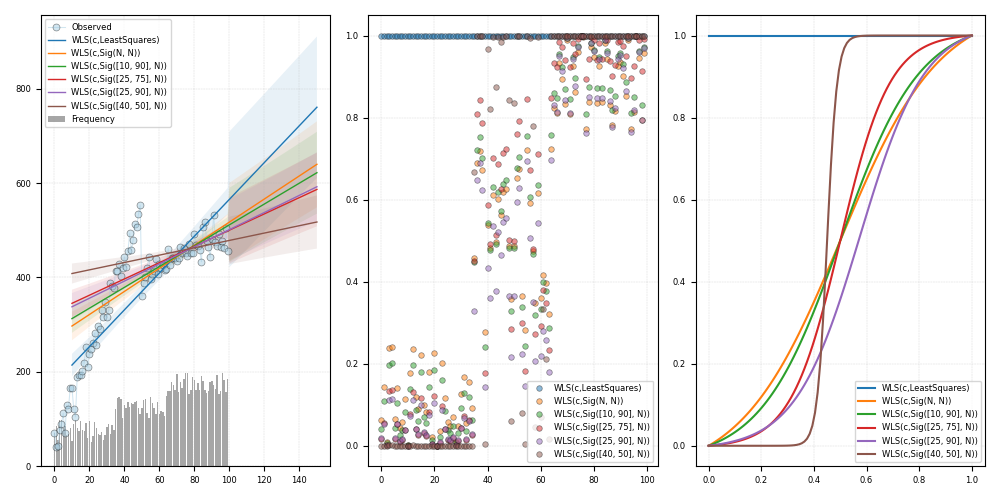 Observed
WLS(c,LeastSquares)
WLS(c,Sig(N, N))
WLS(c,Sig([10, 90], N))
WLS(c,Sig([25, 75], N))
WLS(c,Sig([25, 90], N))
WLS(c,Sig([40, 50], N))
Frequency
800
600
400
200
0
0 20 40 60 80 100 120 140
1.0
0.8
0.6
0.4
0.2
0.0
WLS(c,LeastSquares)
WLS(c,Sig(N, N))
WLS(c,Sig([10, 90], N))
WLS(c,Sig([25, 75], N))
WLS(c,Sig([25, 90], N))
WLS(c,Sig([40, 50], N))
0 20 40 60 80 100
1.0
0.8
0.6
0.4
0.2
0.0
WLS(c,LeastSquares)
WLS(c,Sig(N, N))
WLS(c,Sig([10, 90], N))
WLS(c,Sig([25, 75], N))
WLS(c,Sig([25, 90], N))
WLS(c,Sig([40, 50], N))
0.0 0.2 0.4 0.6 0.8 1.0